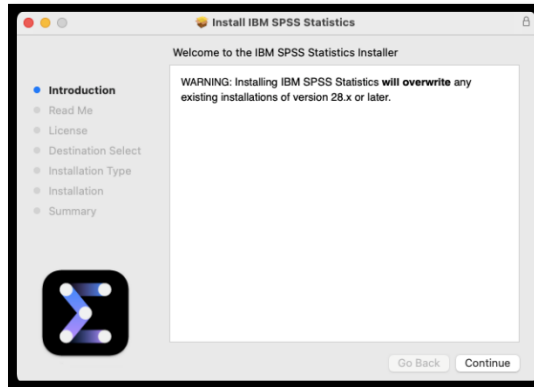 Install IBM SPSS Statistics
Welcome to the IBM SPSS Statistics Installer
Introduction
Read Me
License
Destination Select
Installation Type
Installation
Summary
WARNING: Installing IBM SPSS Statistics will overwrite any
existing installations of version 28.x or later.
Go Back
Continue